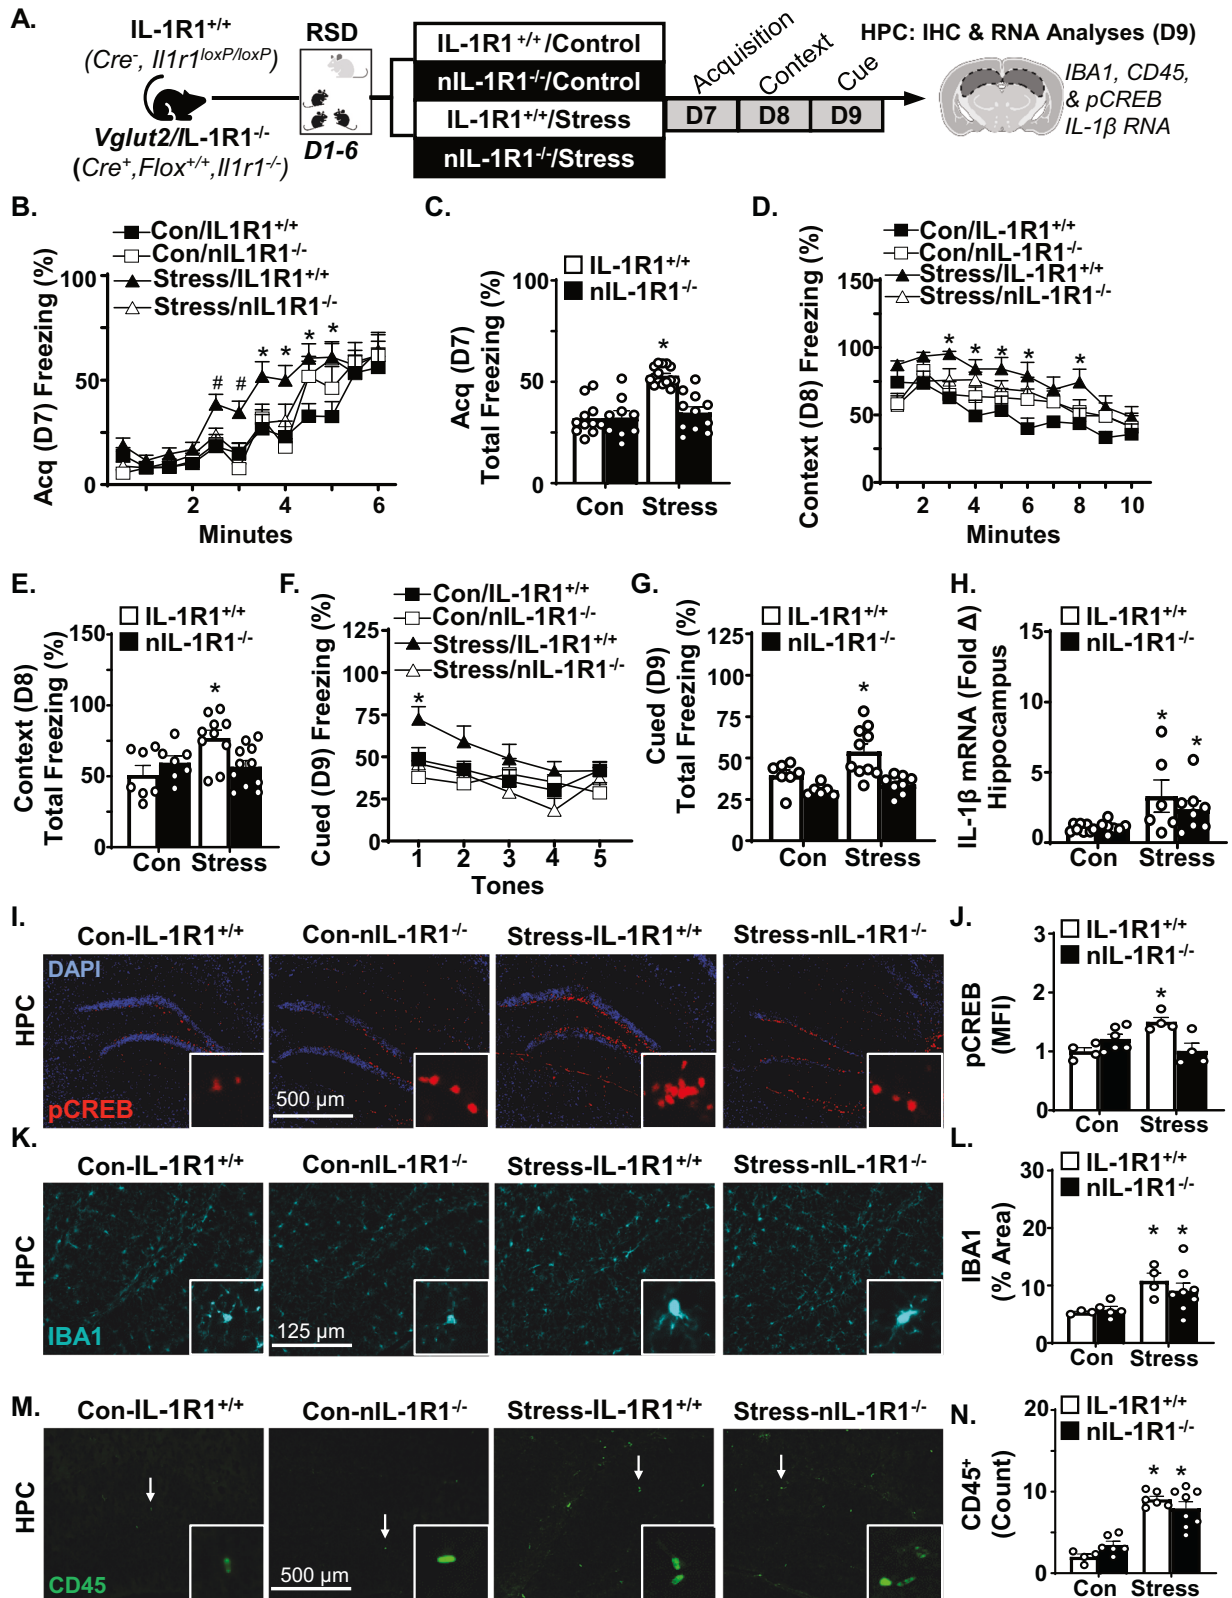 A.
IL-1R1+/+
(Cre-, Il1r1loxP/loxP)
Vglut2//IL-1R1-/-
(Cre+,Flox+/+,Il1r1-/-)
RSD
D1-6
IL-1R1+/+/Control
nIL-1R1-/-/Control
IL-1R1+/+/Stress
nIL-1R1-/-/Stress
Acquisition
Context
Cue
D7
D8
D9
HPC: IHC & RNA Analyses (D9)
IBA1, CD45,
& pCREB
IL-1β RNA
B.
Con/IL1R1+/+
Con/nIL1R1-/-
Stress/IL1R1+/+
Stress/nIL1R1-/-
Acq (D7) Freezing (%)
100
50
0
# # * * * *
2 4 6
Minutes
C.
IL-1R1+/+
nIL-1R1-/-
Acq (D7)
Total Freezing (%)
100
50
0
*
Con Stress
D.
Con/IL-1R1+/+
Con/nIL-1R1-/-
Stress/IL-1R1+/+
Stress/nIL-1R1-/-
Context (D8) Freezing (%)
150
100
50
0
* * * * *
2 4 6 8 10
Minutes
E.
IL-1R1+/+
nIL-1R1-/-
Context (D8)
Total Freezing (%)
150
100
50
0
*
Con Stress
F.
Con/IL-1R1+/+
Con/nIL-1R1-/-
Stress/IL-1R1+/+
Stress/nIL-1R1-/-
Cued (D9) Freezing (%)
125
100
75
50
25
0
*
1 2 3 4 5
Tones
G.
IL-1R1+/+
nIL-1R1-/-
Cued (D9)
Total Freezing (%)
125
100
75
50
25
0
*
Con Stress
H.
IL-1R1+/+
nIL-1R1-/-
IL-1β mRNA (Fold Δ)
Hippocampus
15
10
5
0
* *
Con Stress
I.
Con-IL-1R1+/+
Con-nIL-1R1-/-
Stress-IL-1R1+/+
Stress-nIL-1R1-/-
HPC
DAPI
pCREB
500 µm
J.
IL-1R1+/+
nIL-1R1-/-
pCREB
(MFI)
3
2
1
0
*
Con Stress
K.
Con-IL-1R1+/+
Con-nIL-1R1-/-
Stress-IL-1R1+/+
Stress-nIL-1R1-/-
HPC
IBA1
125 µm
L.
IL-1R1+/+
nIL-1R1-/-
IBA1
(% Area)
30
20
10
0
* *
Con Stress
M.
Con-IL-1R1+/+
Con-nIL-1R1-/-
Stress-IL-1R1+/+
Stress-nIL-1R1-/-
HPC
CD45
500 µm
N.
IL-1R1+/+
nIL-1R1-/-
CD45+
(Count)
20
10
0
* *
Con Stress